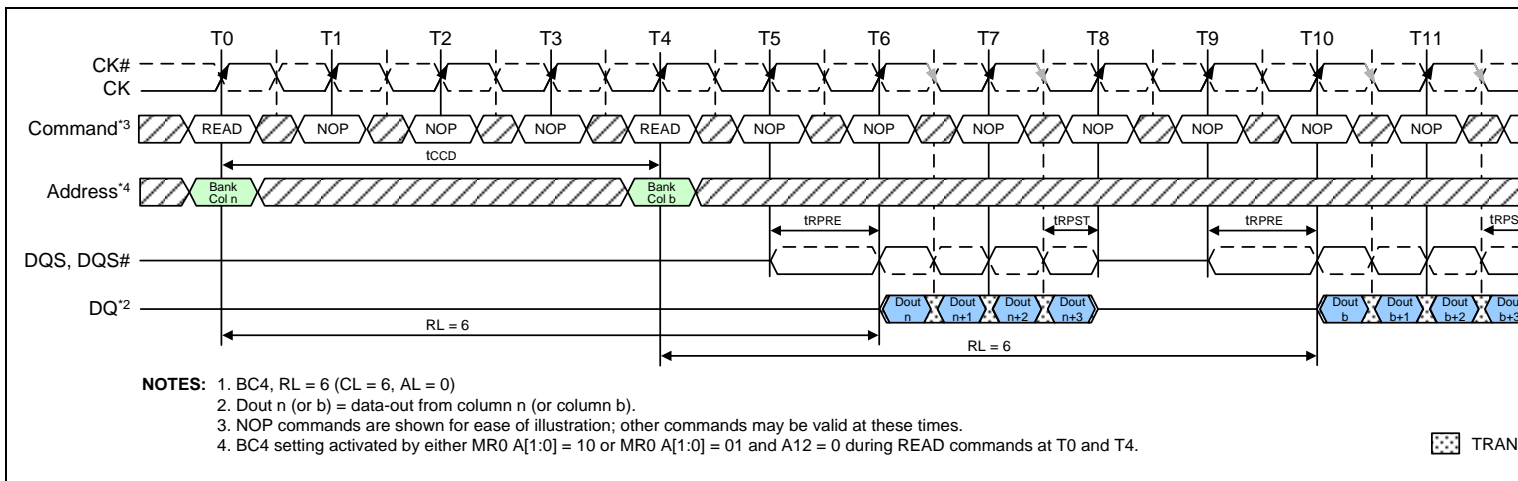 T0 T1 T2 T3 T4 T5 T6 T7 T8 T9 T10 T11
CK#
CK
Command*3 READ NOP NOP NOP READ NOP NOP NOP NOP NOP NOP NOP
tCCD
Address*4 Bank Col n Bank Col b
tRPRE tRPST tRPRE tRPS
DQS, DQS#
DQ*2 Dout n Dout n+1 Dout n+2 Dout n+3 Dout b Dout b+1 Dout b+2 Dout b+3
RL = 6
RL = 6
NOTES: 1. BC4, RL = 6 (CL = 6, AL = 0)
2. Dout n (or b) = data-out from column n (or column b).
3. NOP commands are shown for ease of illustration; other commands may be valid at these times.
4. BC4 setting activated by either MR0 A[1:0] = 10 or MR0 A[1:0] = 01 and A12 = 0 during READ commands at T0 and T4.
TRAN